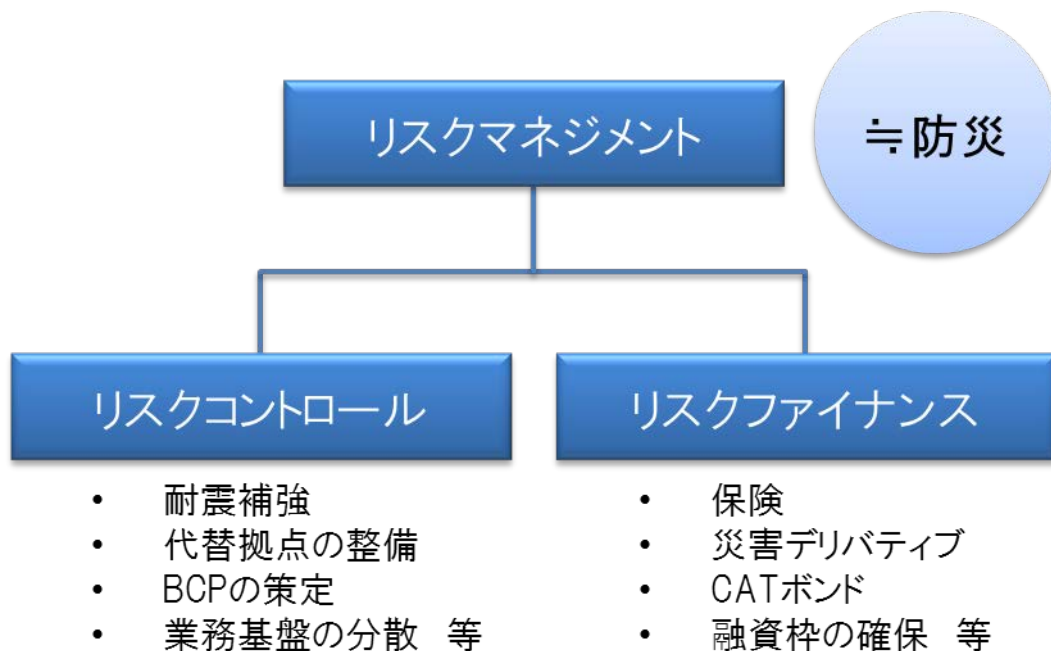 リスクマネジメント
≒防災
リスクコントロール
• 耐震補強
• 代替拠点の整備
• BCPの策定
• 業務基盤の分散 等
リスクファイナンス
• 保険
• 災害デリバティブ
• CATボンド
• 融資枠の確保 等